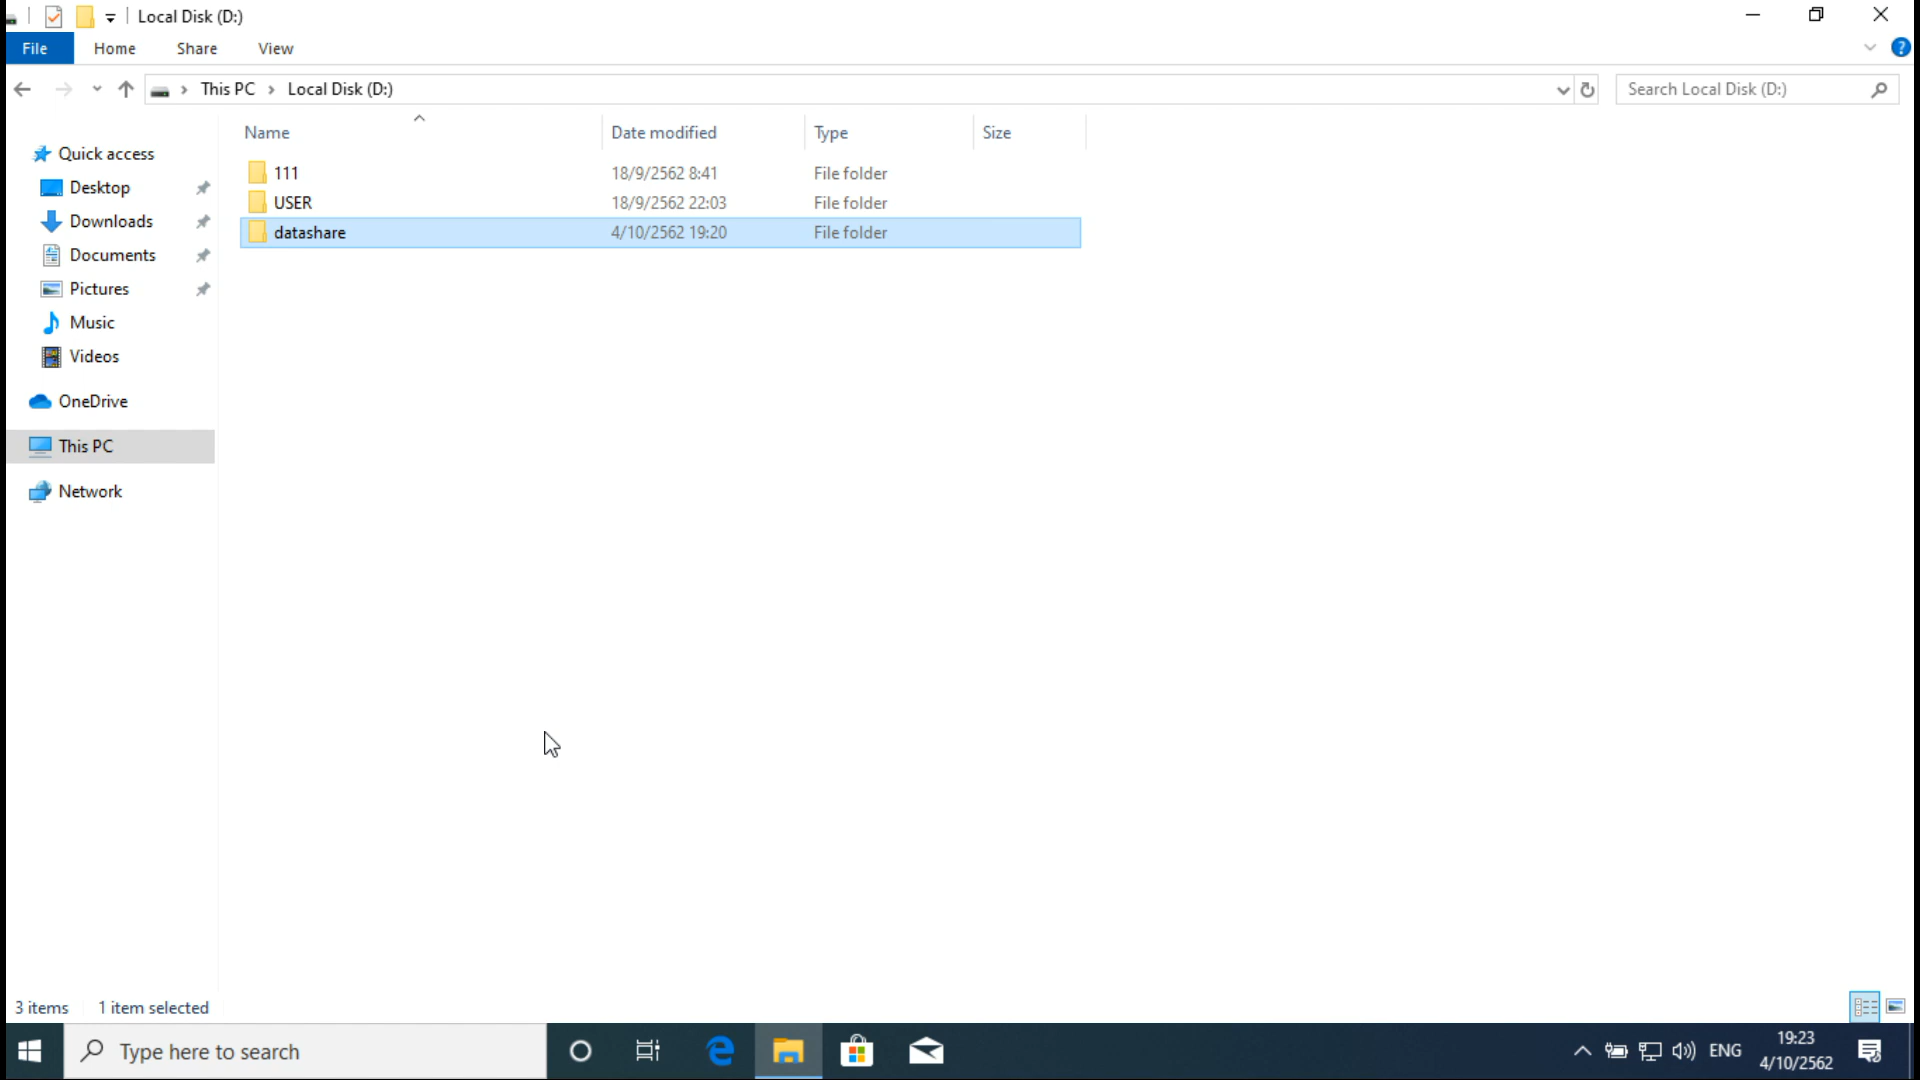 Local Disk (D:)
File Home Share View
This PC Local Disk (D:) Search Local Disk (D:)
Name Date modified Type Size
Quick access
Desktop
Downloads
Documents
Pictures
Music
Videos
OneDrive
This PC
Network
111 18/9/2562 8:41 File folder
USER 18/9/2562 22:03 File folder
datashare 4/10/2562 19:20 File folder
3 items 1 item selected
Type here to search
ENG
19:23
4/10/2562